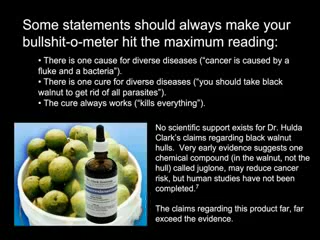 Some statements should always make your
bullshit-o-meter hit the maximum reading:
• There is one cause for diverse diseases ("cancer is caused by a
fluke and a bacteria").
• There is one cure for diverse diseases ("you should take black
walnut to get rid of all parasites").
• The cure always works ("kills everything").
No scientific support exists for Dr. Hulda
Clark's claims regarding black walnut
hulls. Very early evidence suggests one
chemical compound (in the walnut, not the
hull) called juglone, may reduce cancer
risk, but human studies have not been
completed.7
The claims regarding this product far, far
exceed the evidence.